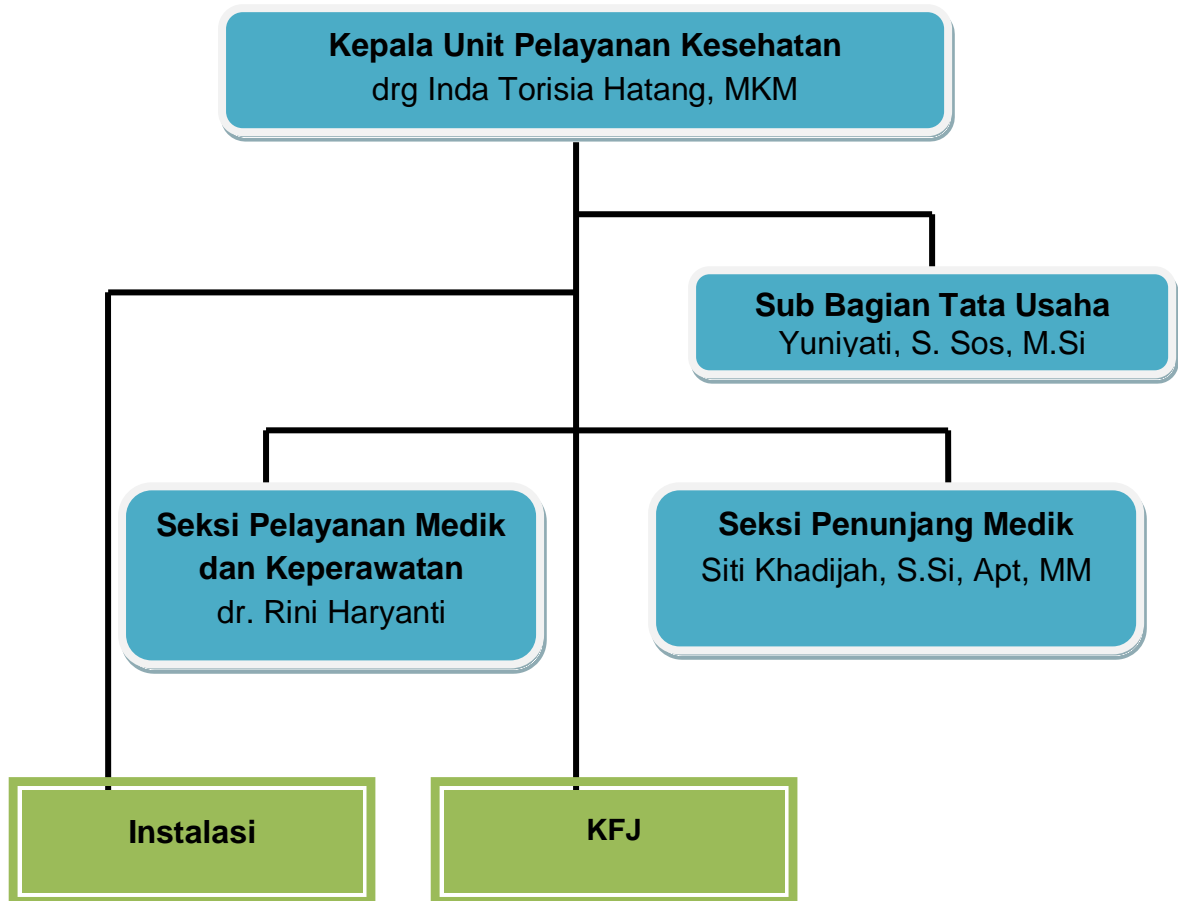 Kepala Unit Pelayanan Kesehatan
drg Inda Torisia Hatang, MKM
Sub Bagian Tata Usaha
Yuniyati, S. Sos, M.Si
Seksi Pelayanan Medik
dan Keperawatan
dr. Rini Haryanti
Seksi Penunjang Medik
Siti Khadijah, S.Si, Apt, MM
Instalasi
KFJ